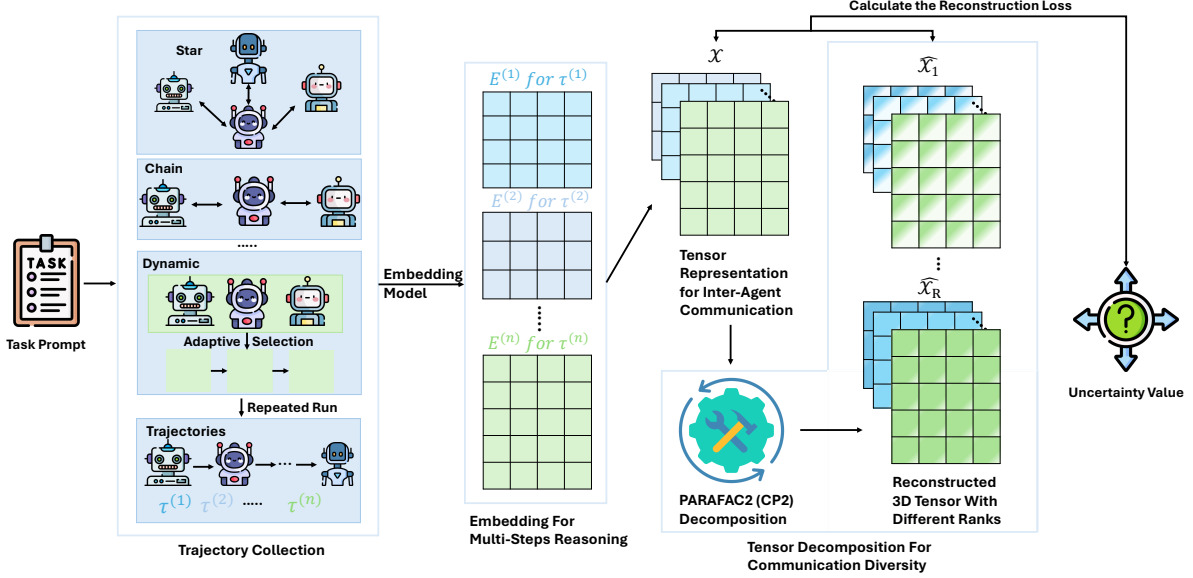 Calculate the Reconstruction Loss
Star
Chain
.....
Dynamic
Adaptive Selection
Repeated Run
Trajectories
...
τ^(1) τ^(2) ..... τ^(n)
Trajectory Collection
TASK
Task Prompt
Embedding
Model
E^(1) for τ^(1)
E^(2) for τ^(2)
E^(n) for τ^(n)
Embedding For
Multi-Steps Reasoning
𝒳
Tensor
Representation
for Inter-Agent
Communication
PARAFAC2 (CP2)
Decomposition
𝒳̂₁
𝒳̂_R
Reconstructed
3D Tensor With
Different Ranks
Tensor Decomposition For
Communication Diversity
?
Uncertainty Value